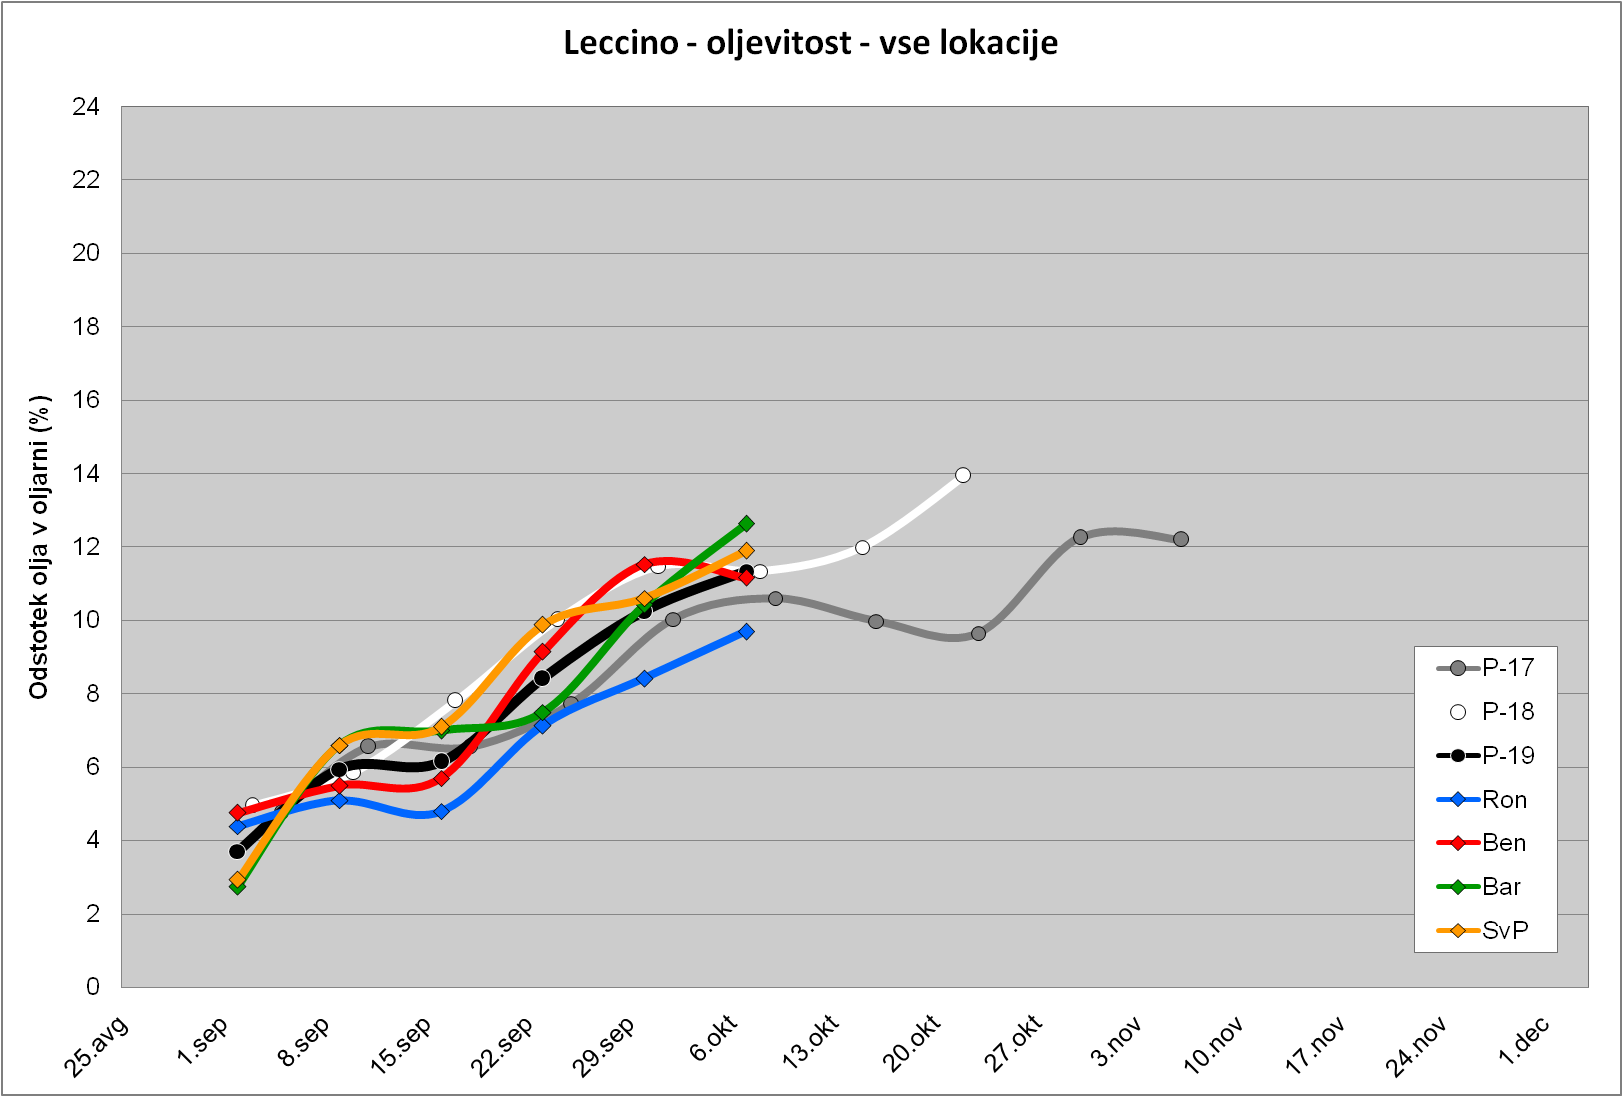 Leccino - oljevitost - vse lokacije
Odstotek olja v oljarni (%)
24
22
20
18
16
14
12
10
8
6
4
2
0
25.avg
1.sep
8.sep
15.sep
22.sep
29.sep
6.okt
13.okt
20.okt
27.okt
3.nov
10.nov
17.nov
24.nov
1.dec
P-17
P-18
P-19
Ron
Ben
Bar
SvP